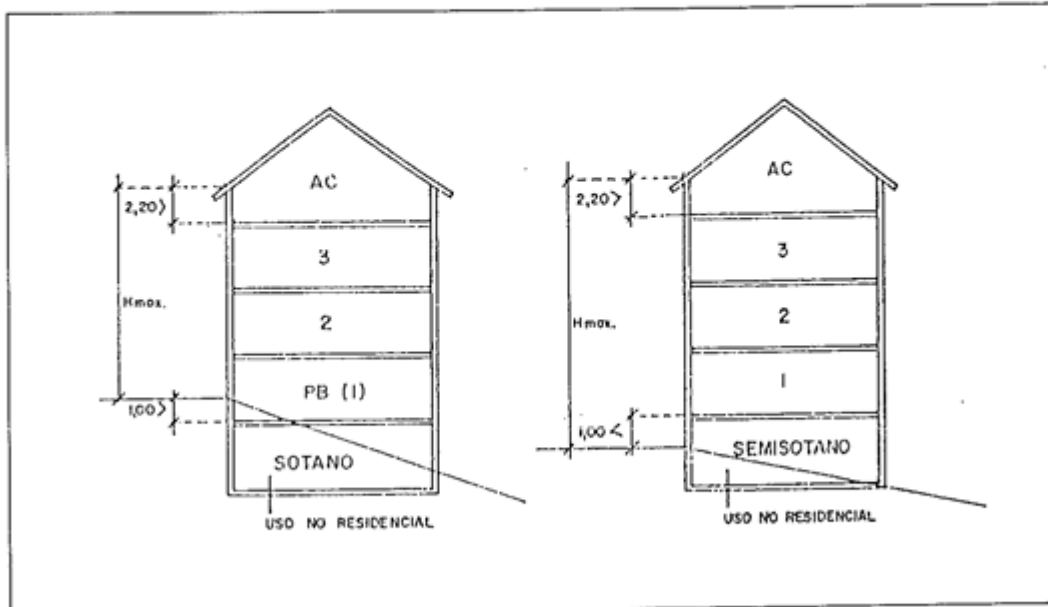 AC
2,20>
3
Hmax.
2
PB (1)
1,00>
SOTANO
USO NO RESIDENCIAL
AC
2,20>
3
Hmax.
2
1
1,00<
SEMISOTANO
USO NO RESIDENCIAL